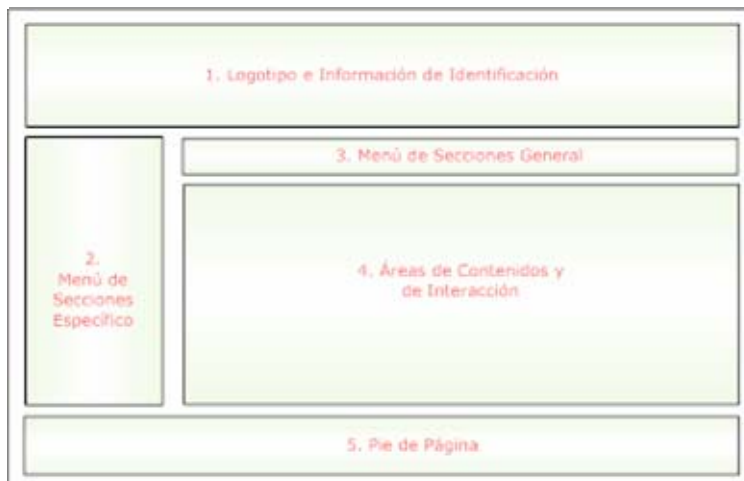 1. Logotipo e Información de Identificación
3. Menú de Secciones General
2.
Menú de
Secciones
Específico
4. Áreas de Contenidos y
de Interacción
5. Pie de Página